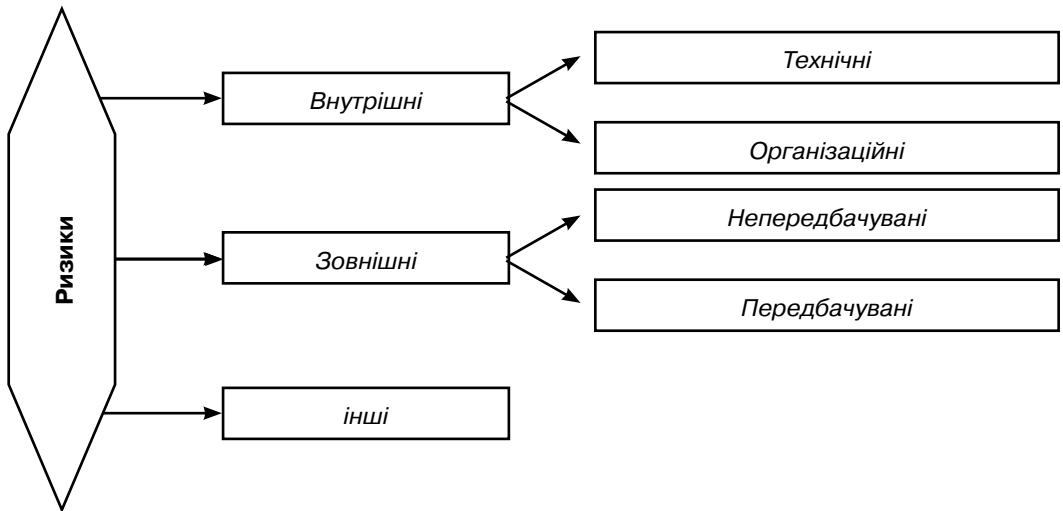 Ризики
Внутрішні
Технічні
Організаційні
Зовнішні
Непередбачувані
Передбачувані
інші